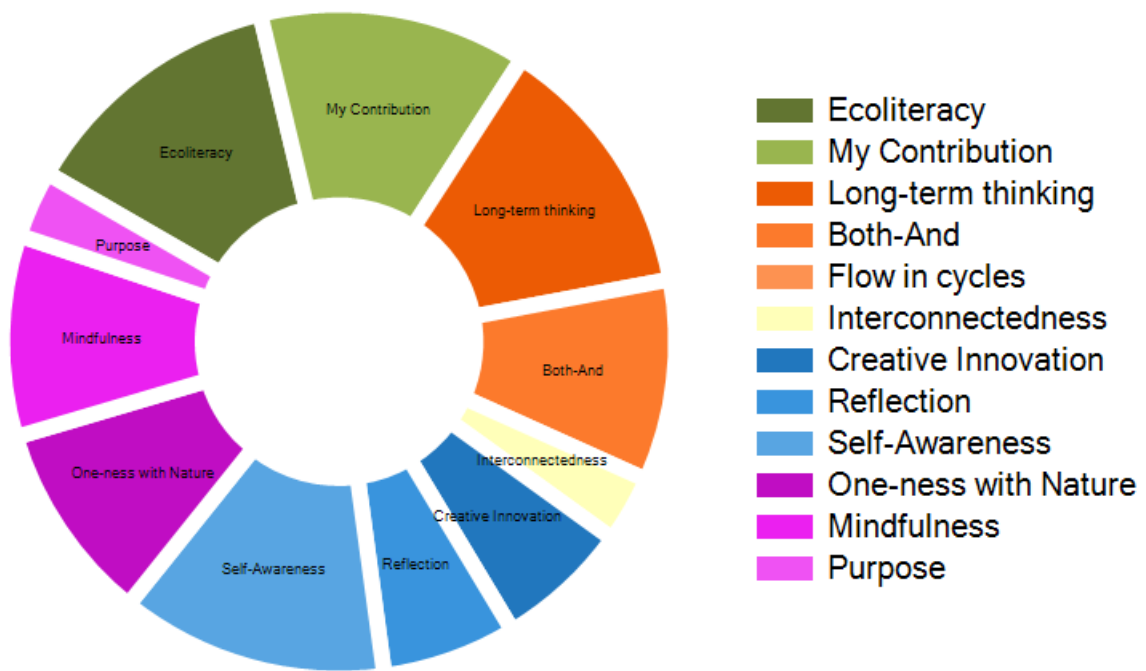 My Contribution
Ecoliteracy
Long-term thinking
Purpose
Mindfulness
Both-And
Interconnectedness
One-ness with Nature
Creative Innovation
Reflection
Self-Awareness
Ecoliteracy
My Contribution
Long-term thinking
Both-And
Flow in cycles
Interconnectedness
Creative Innovation
Reflection
Self-Awareness
One-ness with Nature
Mindfulness
Purpose